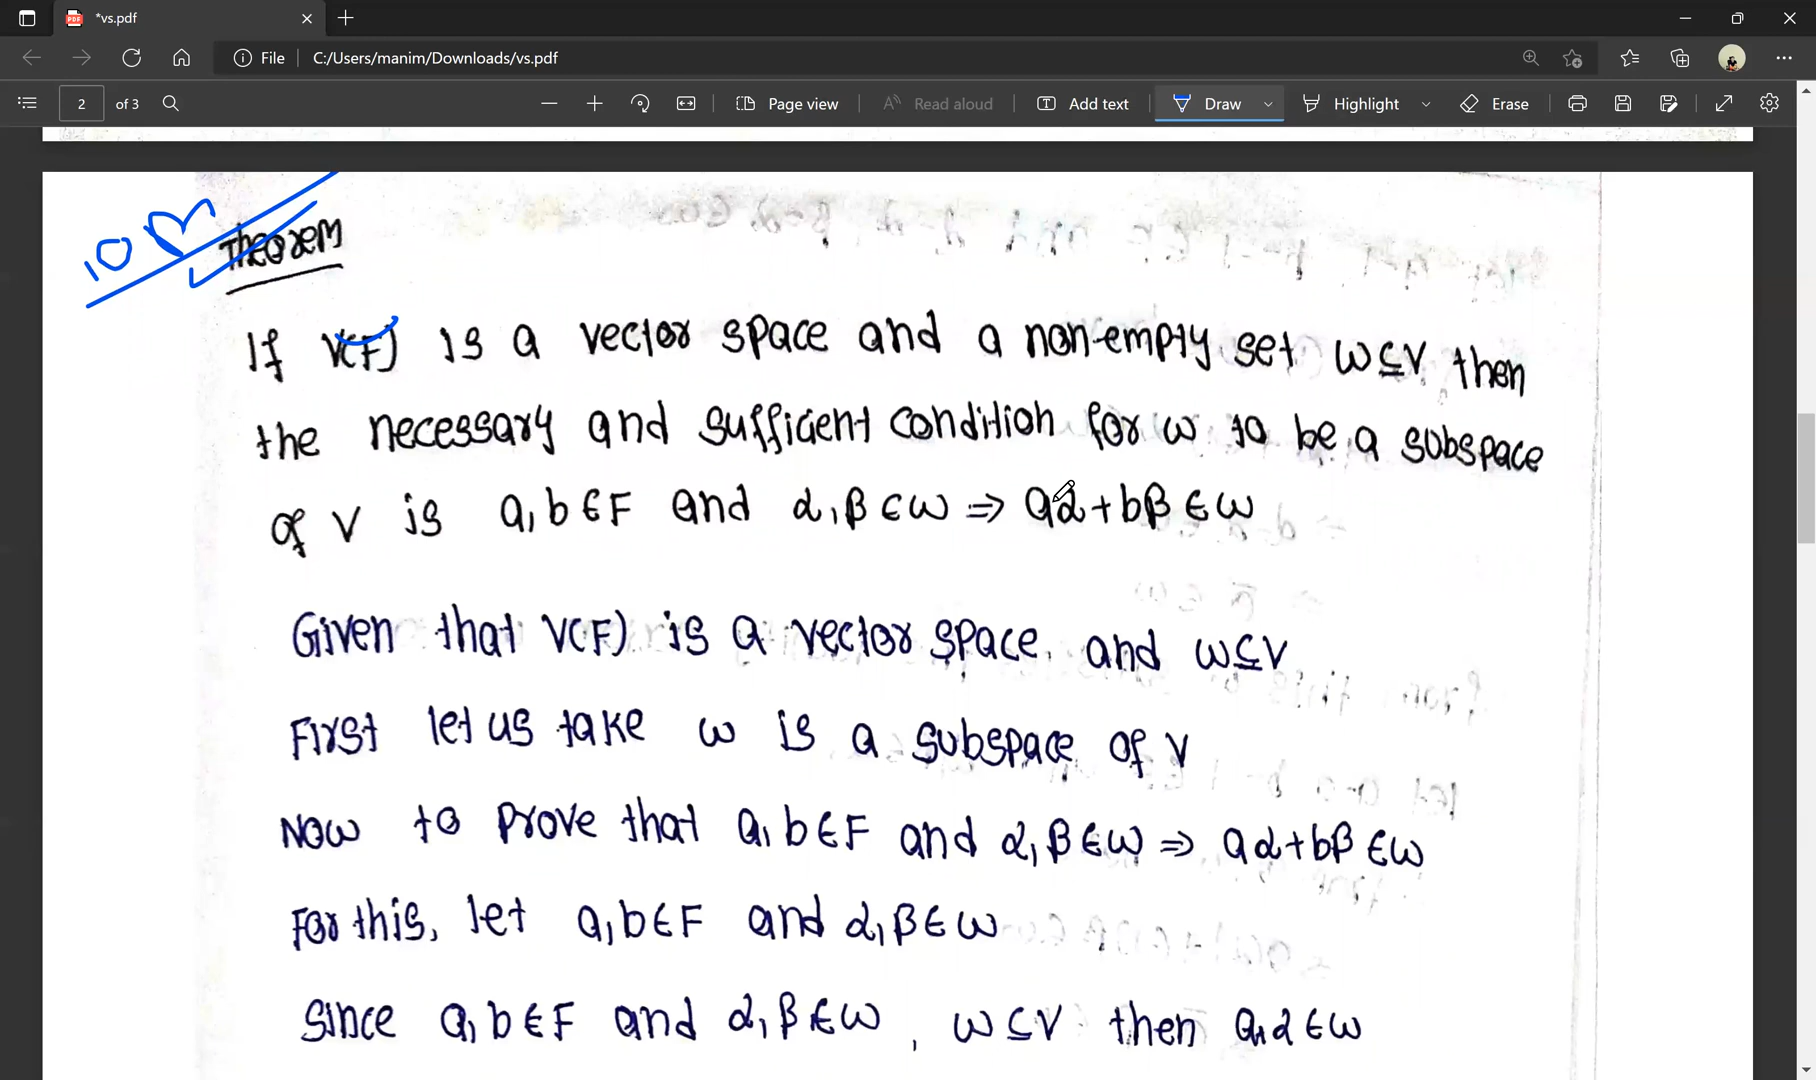 *vs.pdf
File C:/Users/manim/Downloads/vs.pdf
2 of 3 Page view Read aloud Add text Draw Highlight Erase
10 M
Theorem
If V(F) is a vector space and a non-empty set W⊆V then
the necessary and sufficient condition for W to be a subspace
of V is a, b ∈ F and α, β ∈ W ⇒ aα+bβ ∈ W
Given that V(F) is a vector space. and W⊆V
First let us take W is a subspace of V
Now to prove that a, b ∈ F and α, β ∈ W ⇒ aα+bβ ∈ W
For this, let a, b ∈ F and α, β ∈ W
Since a, b ∈ F and α, β ∈ W , W⊆V then a,α ∈ W